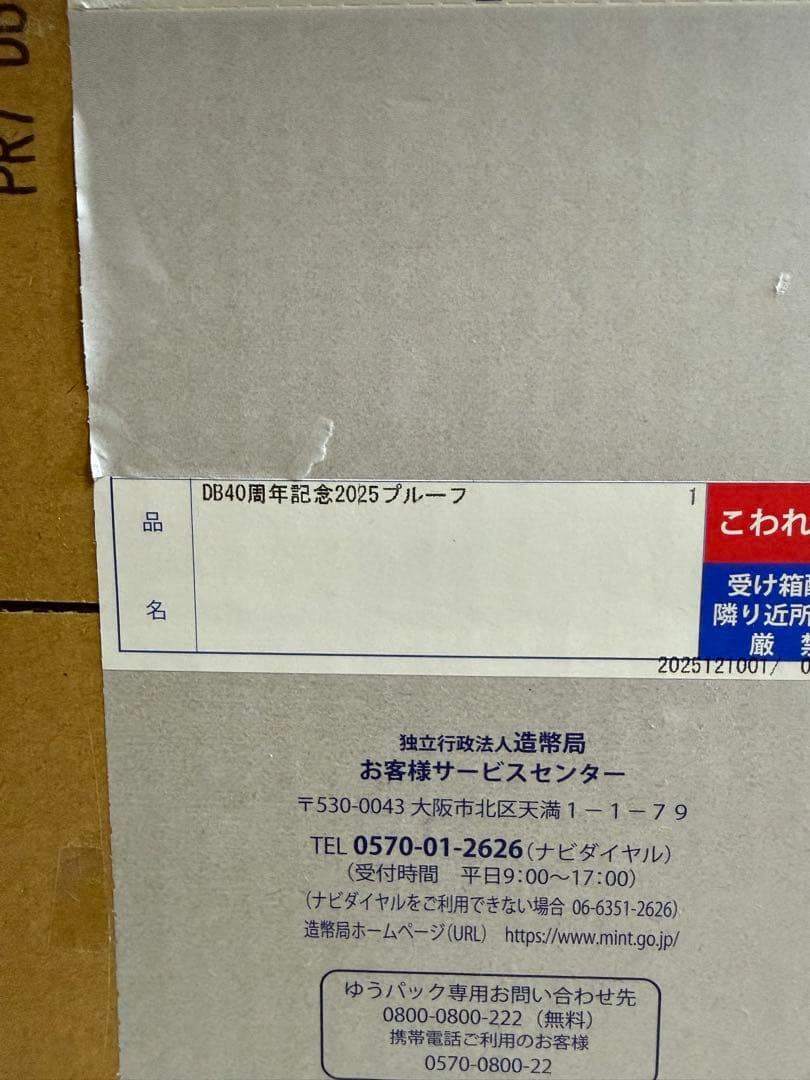 PR7 DB
品
名
DB40周年記念2025プルーフ 1
こわれ
受け箱
隣り近所
厳
2025121001/ 0
独立行政法人造幣局
お客様サービスセンター
〒530-0043 大阪市北区天満１－１－７９
TEL 0570-01-2626(ナビダイヤル)
(受付時間 平日9:00～17:00)
(ナビダイヤルをご利用できない場合 06-6351-2626)
造幣局ホームページ(URL) https://www.mint.go.jp/
ゆうパック専用お問い合わせ先
0800-0800-222（無料）
携帯電話ご利用のお客様
0570-0800-22